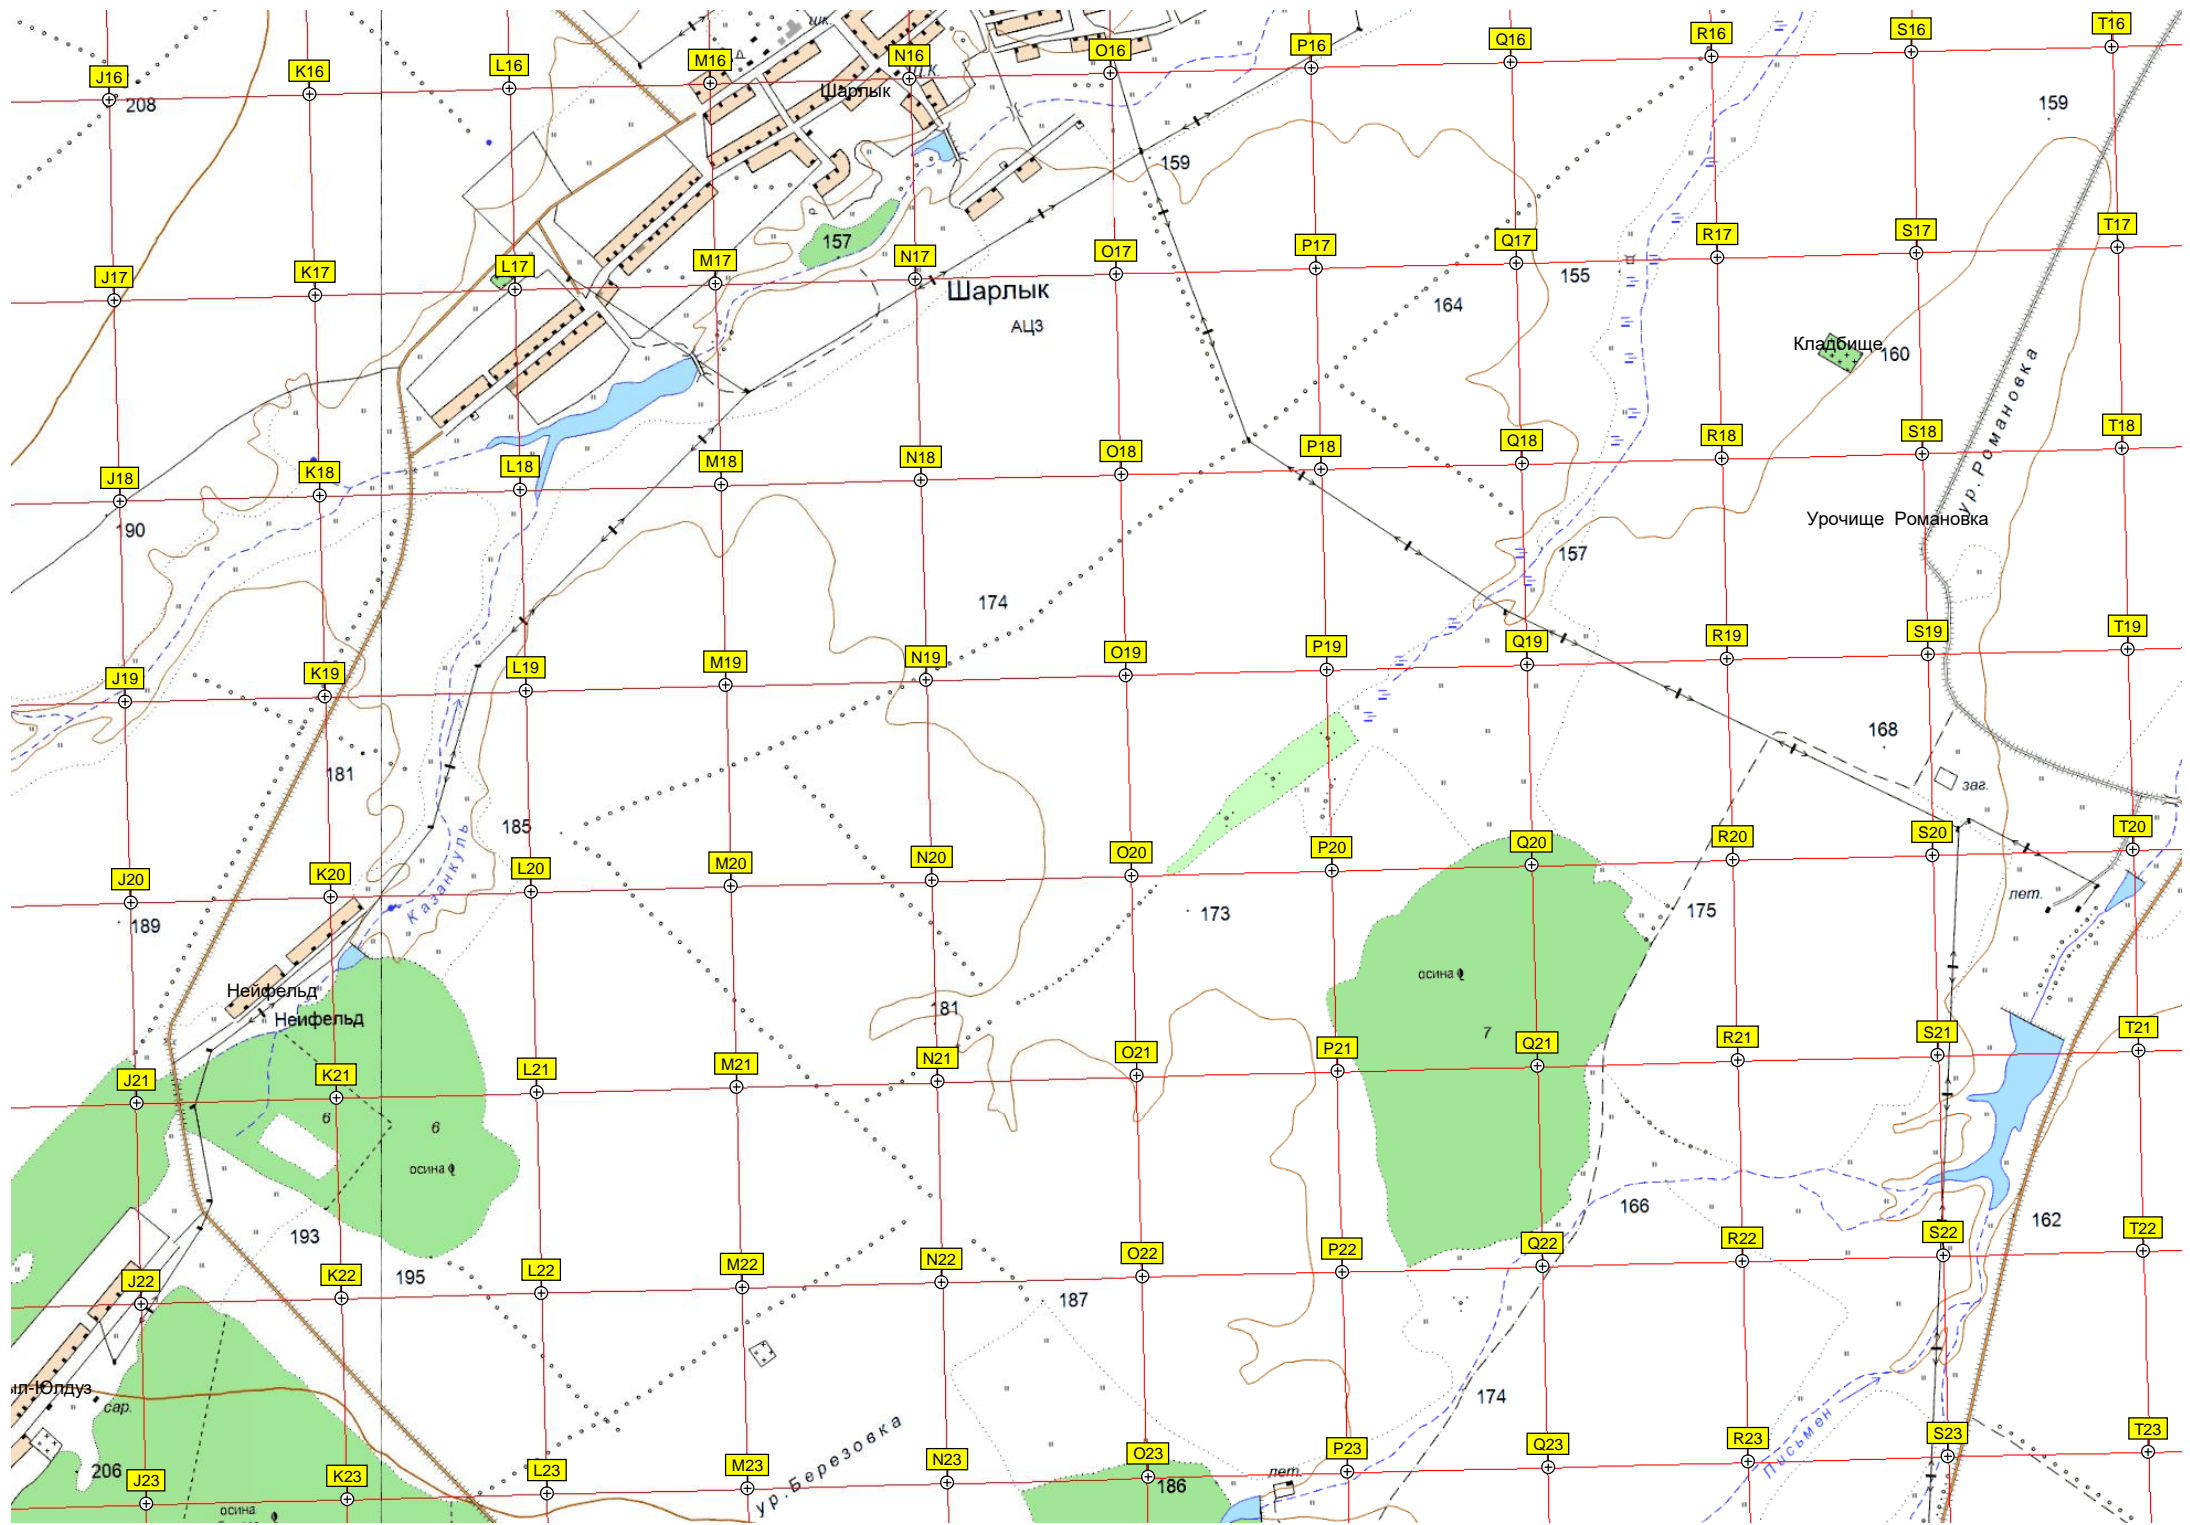 шк.
J16
K16
L16
M16
N16
O16
P16
Q16
R16
S16
T16
208
Шарлык
159
159
J17
K17
L17
M17
157
N17
O17
P17
Q17
R17
S17
T17
Шарлык
АЦЗ
164
155
Кладбище
160
ур. Романовка
J18
K18
L18
M18
N18
O18
P18
Q18
R18
S18
T18
190
Урочище Романовка
157
174
J19
K19
L19
M19
N19
O19
P19
Q19
R19
S19
T19
181
168
заг.
185
Казанкуль
J20
K20
L20
M20
N20
O20
P20
Q20
R20
S20
T20
189
173
175
лет.
осина
7
Нейфельд
Нейфельд
181
J21
K21
L21
M21
N21
O21
P21
Q21
R21
S21
T21
6
6
осина
193
195
166
162
J22
K22
L22
M22
N22
O22
P22
Q22
R22
S22
T22
187
174
ыл-Юлдуз
сар.
ур. Березовка
Письмен
206
J23
K23
L23
M23
N23
O23
P23
Q23
R23
S23
T23
лет.
186
осина